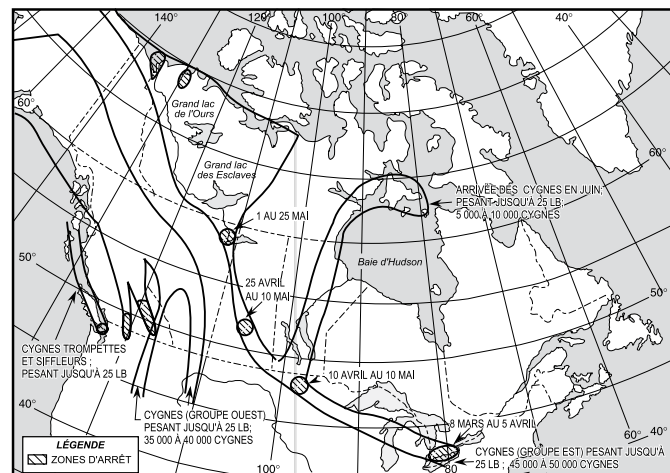 140°
120°
100°
80°
60°
40°
60°
50°
40°
60°
50°
40°
100°
80°
Grand lac
de l'Ours
Grand lac
des Esclaves
Baie d'Hudson
1 AU 25 MAI
ARRIVÉE DES CYGNES EN JUIN;
PESANT JUSQU'À 25 LB;
5 000 À 10 000 CYGNES
25 AVRIL
AU 10 MAI
10 AVRIL AU 10 MAI
CYGNES TROMPETTES
ET SIFFLEURS ;
PESANT JUSQU'À 25 LB
CYGNES (GROUPE OUEST)
PESANT JUSQU'À 25 LB;
35 000 À 40 000 CYGNES
8 MARS AU 5 AVRIL
CYGNES (GROUPE EST) PESANT JUSQU'À
25 LB ; 45 000 À 50 000 CYGNES
LÉGENDE
ZONES D'ARRÊT